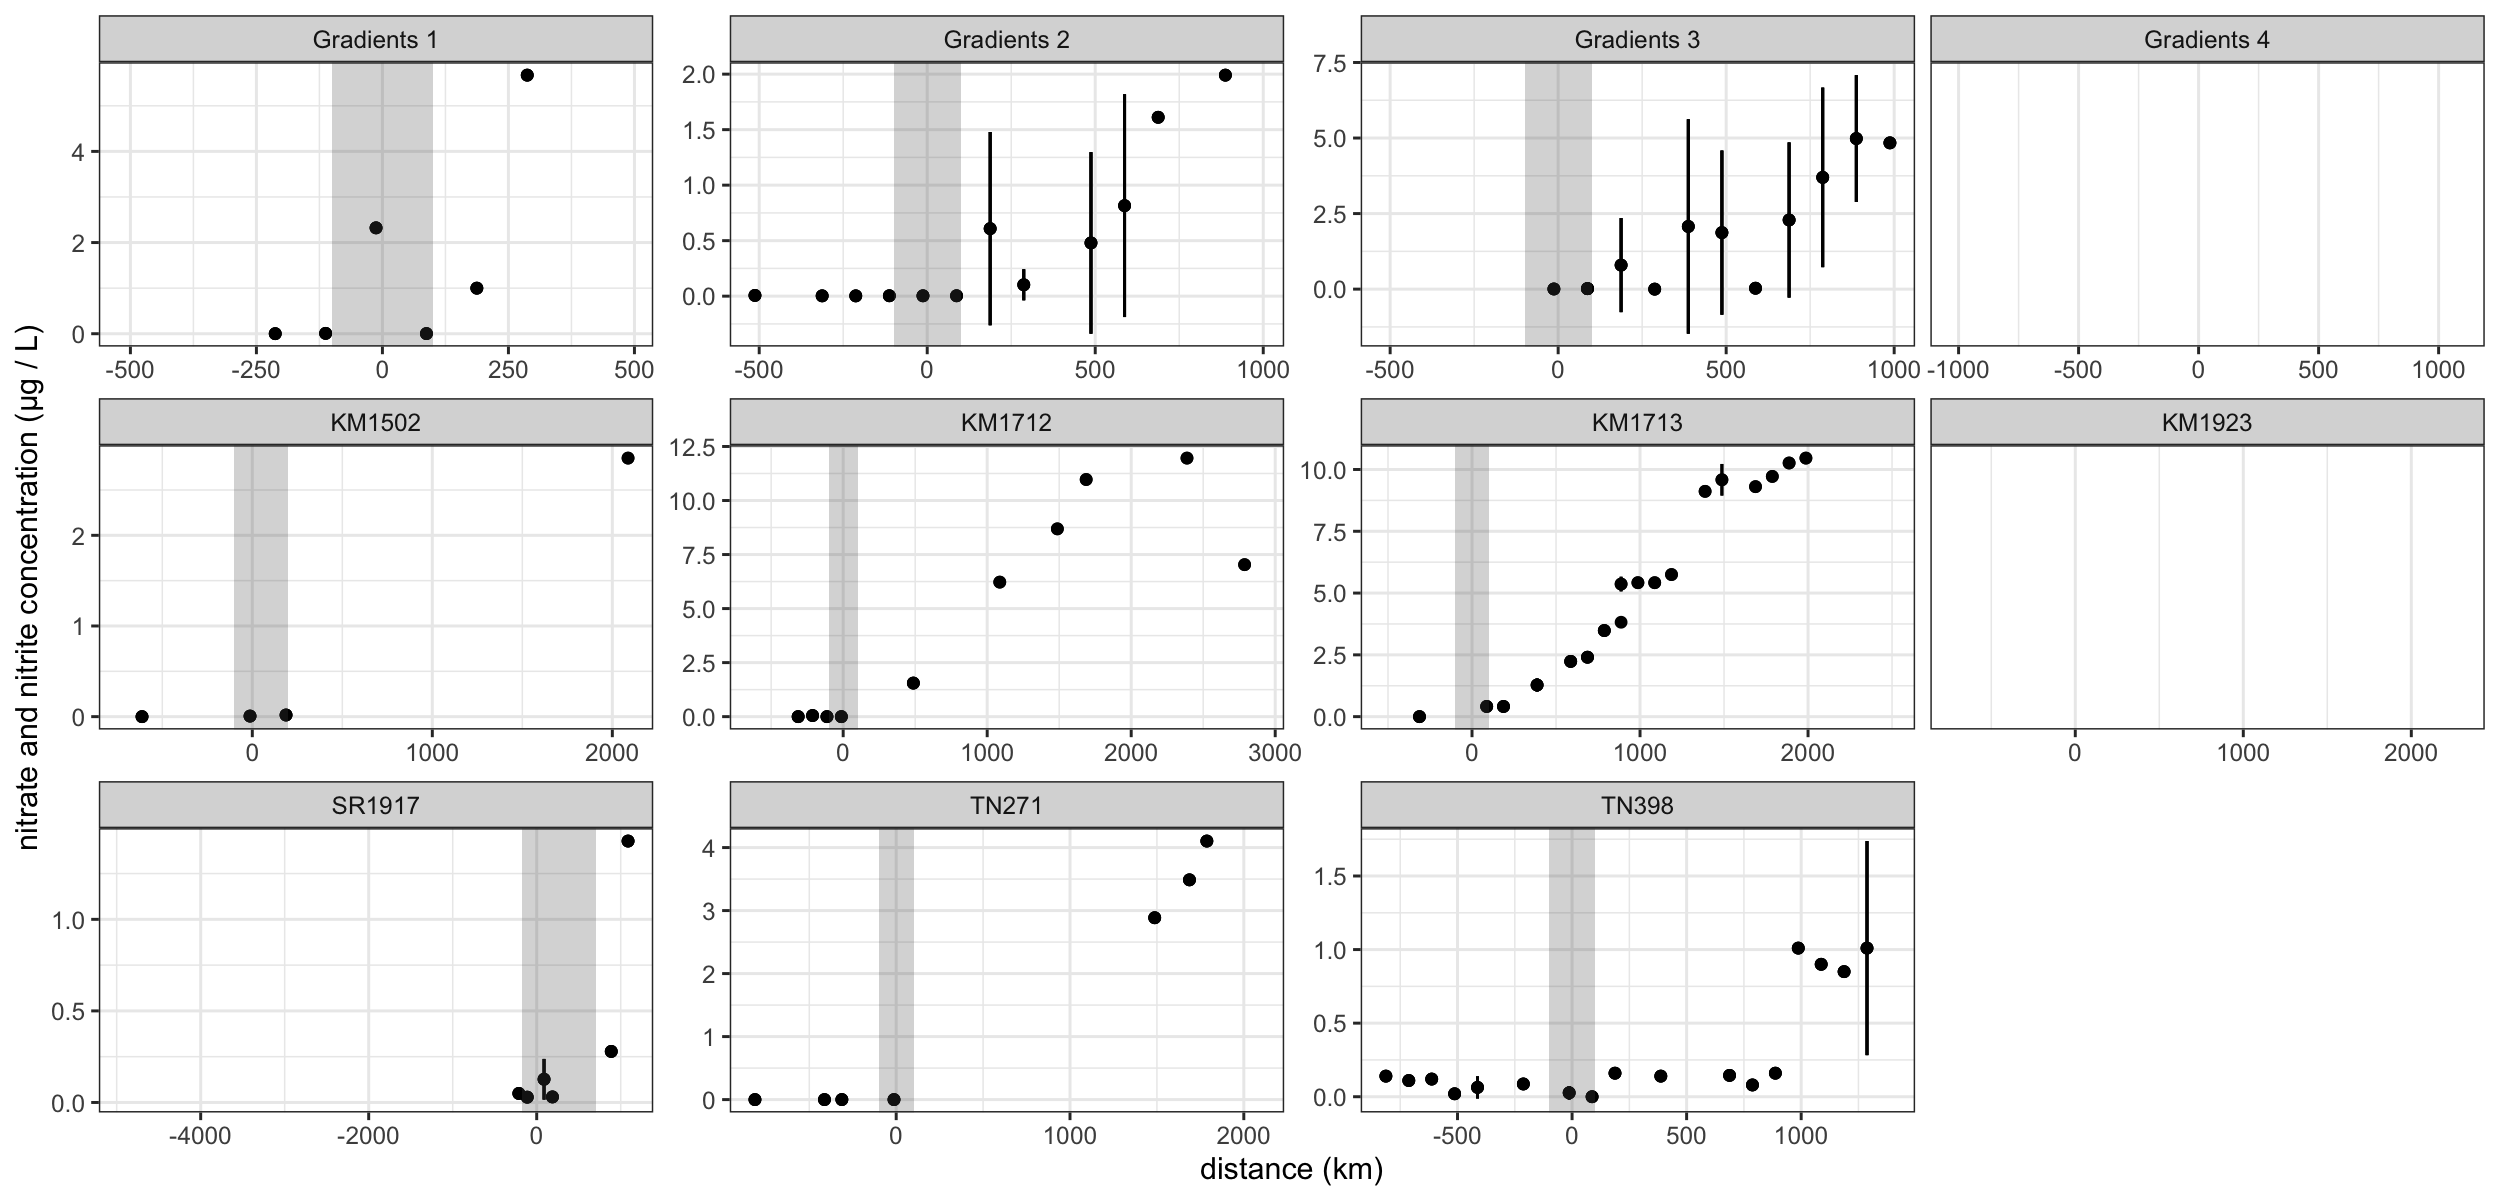 Gradients 1 Gradients 2 Gradients 3 Gradients 4
4
2
0
2.0
1.5
1.0
0.5
0.0
7.5
5.0
2.5
0.0
-500 -250 0 250 500
-500 0 500 1000
-500 0 500 1000
-1000 -500 0 500 1000
KM1502 KM1712 KM1713 KM1923
2
1
0
12.5
10.0
7.5
5.0
2.5
0.0
10.0
7.5
5.0
2.5
0.0
0 1000 2000
0 1000 2000 3000
0 1000 2000
0 1000 2000
SR1917 TN271 TN398
1.0
0.5
0.0
4
3
2
1
0
1.5
1.0
0.5
0.0
-4000 -2000 0
0 1000 2000
-500 0 500 1000
nitrate and nitrite concentration (µg / L)
distance (km)